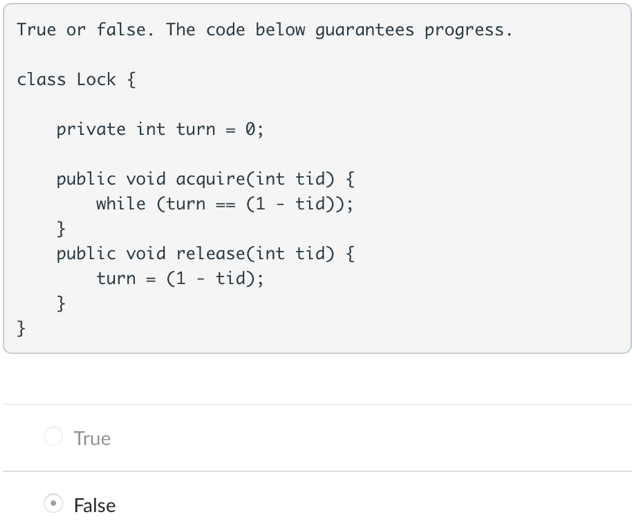 True or false. The code below guarantees progress.
class Lock {
    private int turn = 0;
    public void acquire(int tid) {
        while (turn == (1 - tid));
    }
    public void release(int tid) {
        turn = (1 - tid);
    }
}
True
False